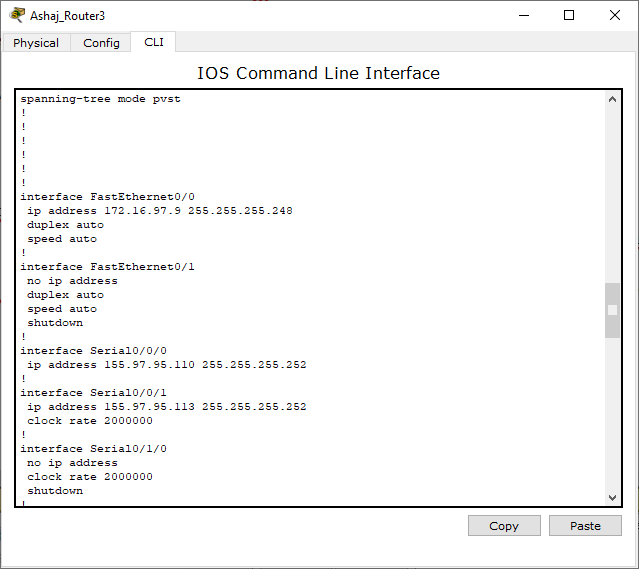 Ashaj_Router3
Physical Config CLI
IOS Command Line Interface
spanning-tree mode pvst
!
!
!
!
!
!
interface FastEthernet0/0
 ip address 172.16.97.9 255.255.255.248
 duplex auto
 speed auto
!
interface FastEthernet0/1
 no ip address
 duplex auto
 speed auto
 shutdown
!
interface Serial0/0/0
 ip address 155.97.95.110 255.255.255.252
!
interface Serial0/0/1
 ip address 155.97.95.113 255.255.255.252
 clock rate 2000000
!
interface Serial0/1/0
 no ip address
 clock rate 2000000
 shutdown
!
Copy Paste